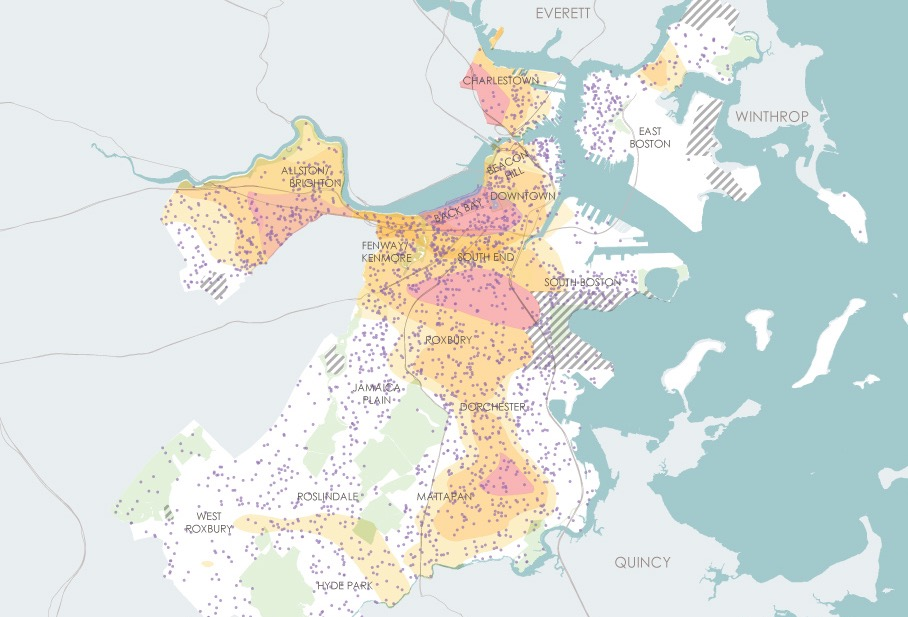 EVERETT
CHARLESTOWN
WINTHROP
EAST
BOSTON
BEACON
HILL
ALLSTON/
BRIGHTON
DOWNTOWN
BACK BAY
FENWAY/
KENMORE
SOUTH END
SOUTH BOSTON
ROXBURY
JAMAICA
PLAIN
DORCHESTER
ROSLINDALE
MATTAPAN
WEST
ROXBURY
QUINCY
HYDE PARK